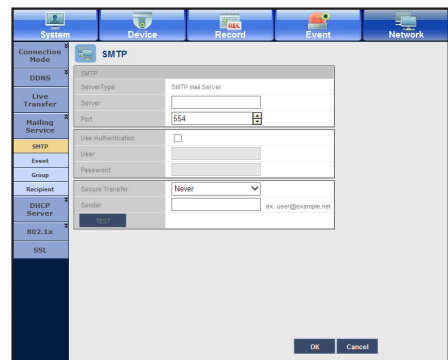 System Device Record Event Network
REC
Connection Mode
DDNS
Live Transfer
Mailing Service
SMTP
Event
Group
Recipient
DHCP Server
802.1x
SSL
SMTP
SMTP
ServerType SMTP mail Server
Server
Port 554
Use Authentication
User
Password
Secure Transfer Never
Sender ex. user@example.net
TEST
OK Cancel